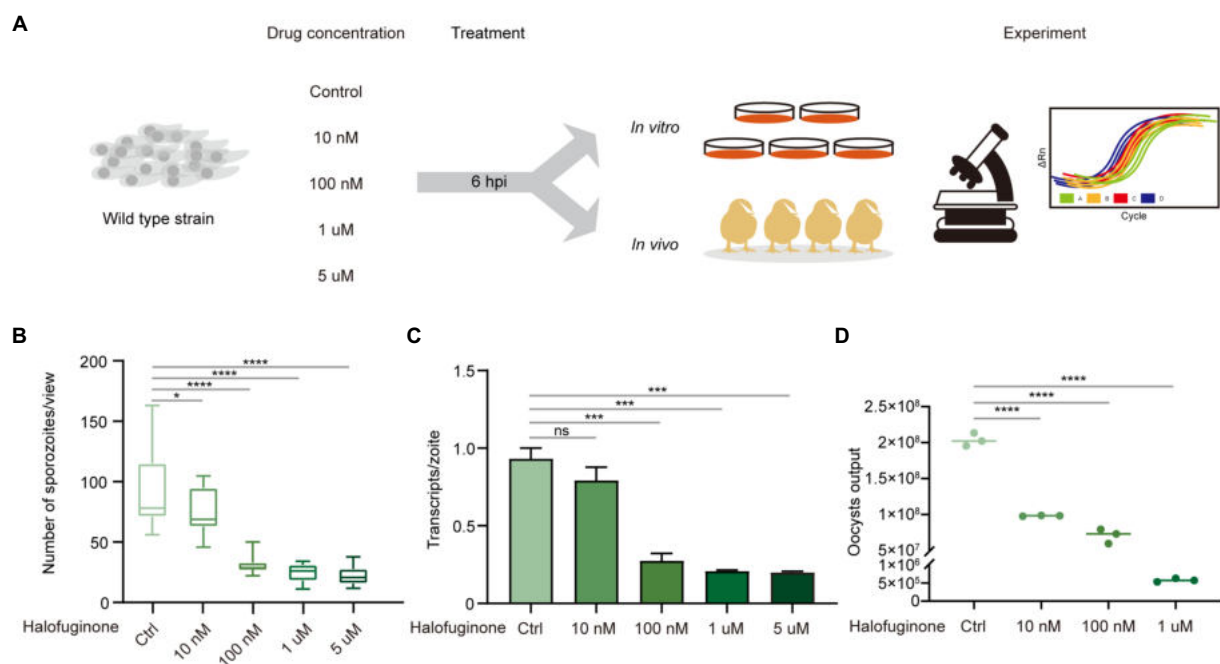 A
Drug concentration
Treatment
Experiment
Control
10 nM
100 nM
1 uM
5 uM
Wild type strain
6 hpi
In vitro
In vivo
ΔRn
A B C D
Cycle
B
Number of sporozoites/view
200
150
100
50
0
****
****
****
*
Halofuginone
Ctrl
10 nM
100 nM
1 uM
5 uM
C
Transcripts/zoite
1.5
1.0
0.5
0
***
***
***
ns
Halofuginone
Ctrl
10 nM
100 nM
1 uM
5 uM
D
Oocysts output
2.5×10⁸
2×10⁸
1×10⁸
5×10⁷
1×10⁶
5×10⁵
0
****
****
****
Halofuginone
Ctrl
10 nM
100 nM
1 uM